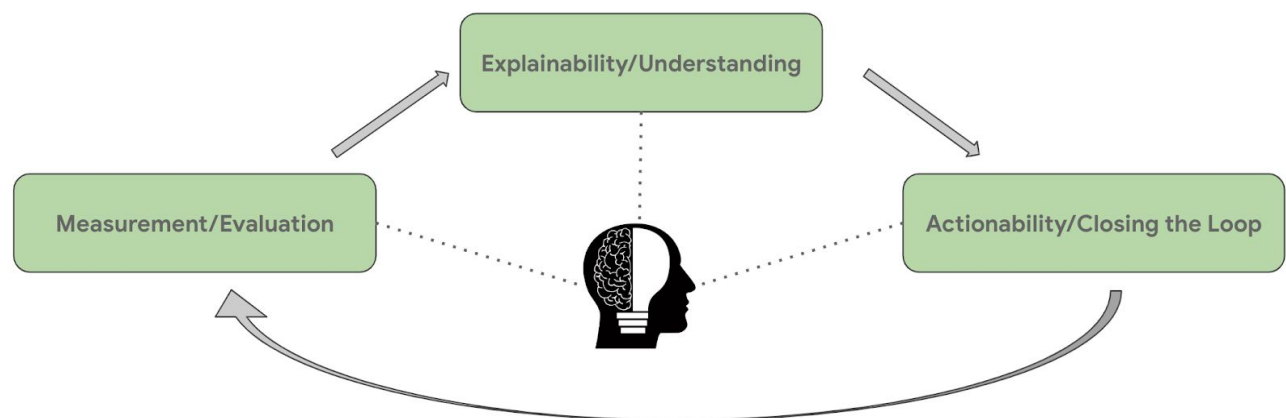 Explainability/Understanding
Measurement/Evaluation
Actionability/Closing the Loop